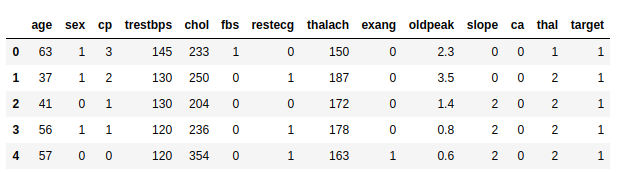 age sex cp trestbps chol fbs restecg thalach exang oldpeak slope ca thal target
0 63 1 3 145 233 1 0 150 0 2.3 0 0 1 1
1 37 1 2 130 250 0 1 187 0 3.5 0 0 2 1
2 41 0 1 130 204 0 0 172 0 1.4 2 0 2 1
3 56 1 1 120 236 0 1 178 0 0.8 2 0 2 1
4 57 0 0 120 354 0 1 163 1 0.6 2 0 2 1